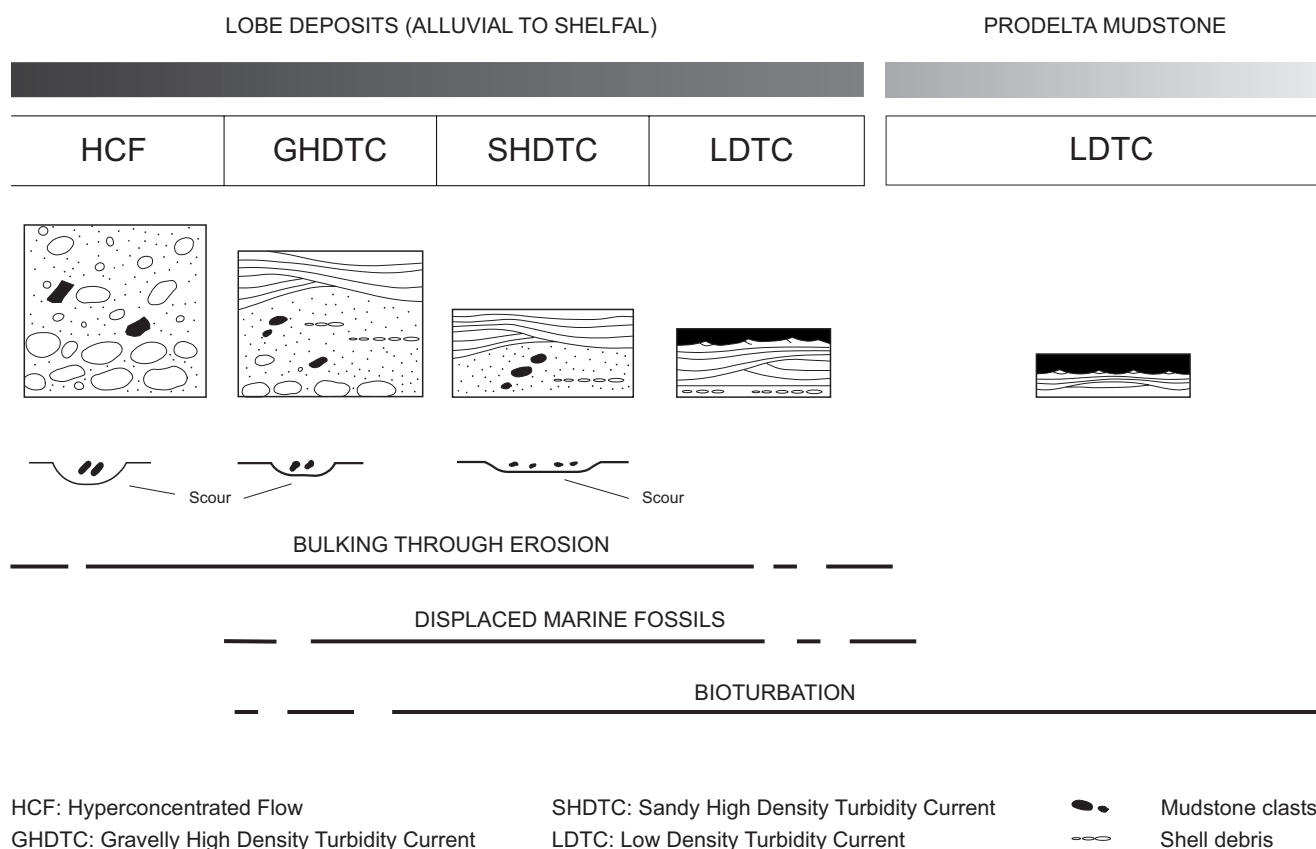 LOBE DEPOSITS (ALLUVIAL TO SHELFAL)
PRODELTA MUDSTONE
HCF
GHDTC
SHDTC
LDTC
LDTC
Scour
Scour
BULKING THROUGH EROSION
DISPLACED MARINE FOSSILS
BIOTURBATION
HCF: Hyperconcentrated Flow
GHDTC: Gravelly High Density Turbidity Current
SHDTC: Sandy High Density Turbidity Current
LDTC: Low Density Turbidity Current
Mudstone clasts
Shell debris